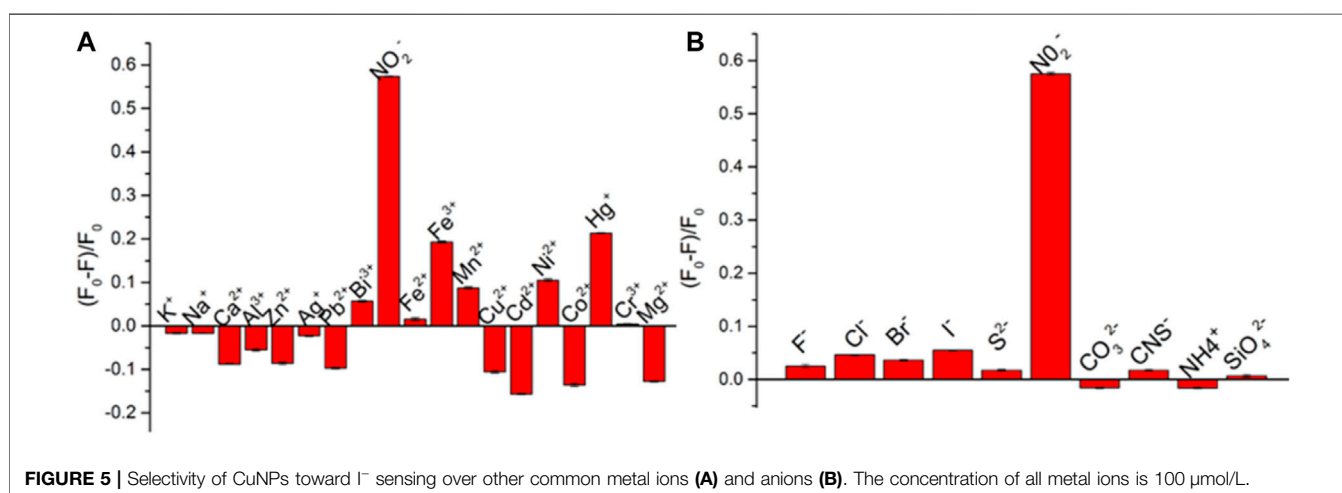 A
(F₀-F)/F₀
0.6
0.5
0.4
0.3
0.2
0.1
0.0
-0.1
-0.2
K⁺
Na⁺
Ca²⁺
Al³⁺
Zn²⁺
Ag⁺
Pb²⁺
Bi³⁺
NO₂⁻
Fe²⁺
Fe³⁺
Mn²⁺
Cu²⁺
Cd²⁺
Ni²⁺
Co²⁺
Hg⁺
Cr³⁺
Mg²⁺
B
(F₀-F)/F₀
0.6
0.5
0.4
0.3
0.2
0.1
0.0
F⁻
Cl⁻
Br⁻
I⁻
S²⁻
N0₂⁻
CO₃²⁻
CNS⁻
NH4⁺
SiO₄²⁻
FIGURE 5 | Selectivity of CuNPs toward I⁻ sensing over other common metal ions (A) and anions (B). The concentration of all metal ions is 100 μmol/L.